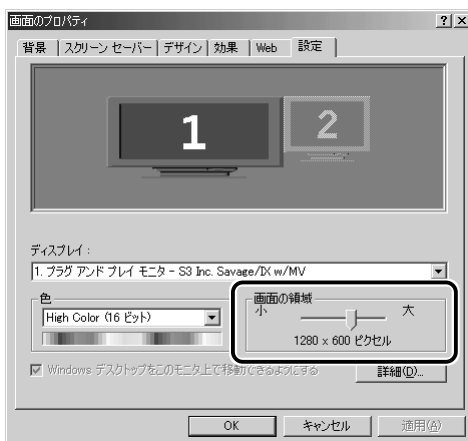 画面のプロパティ
背景 スクリーン セーバー デザイン 効果 Web 設定
1
2
ディスプレイ :
1. プラグ アンド プレイ モニタ - S3 Inc. Savage/IX w/MV
色
High Color (16 ビット)
画面の領域
小 大
1280 x 600 ピクセル
Windows デスクトップをこのモニタ上で移動できるようにする
詳細(D)...
OK キャンセル 適用(A)